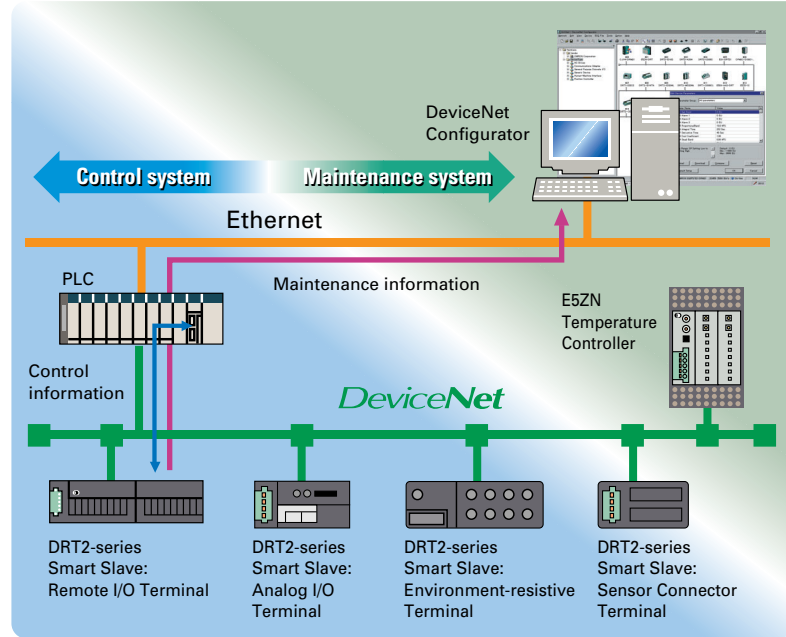 DeviceNet
Configurator
Control system
Maintenance system
Ethernet
PLC
Maintenance information
E5ZN
Temperature
Controller
Control
information
DeviceNet
DRT2-series
Smart Slave:
Remote I/O Terminal
DRT2-series
Smart Slave:
Analog I/O
Terminal
DRT2-series
Smart Slave:
Environment-resistive
Terminal
DRT2-series
Smart Slave:
Sensor Connector
Terminal